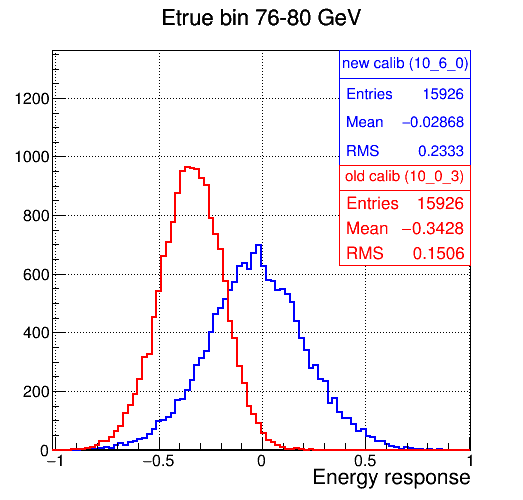 Etrue bin 76-80 GeV
new calib (10_6_0)
Entries 15926
Mean −0.02868
RMS 0.2333
old calib (10_0_3)
Entries 15926
Mean −0.3428
RMS 0.1506
1200
1000
800
600
400
200
0
−1 −0.5 0 0.5 1
Energy response